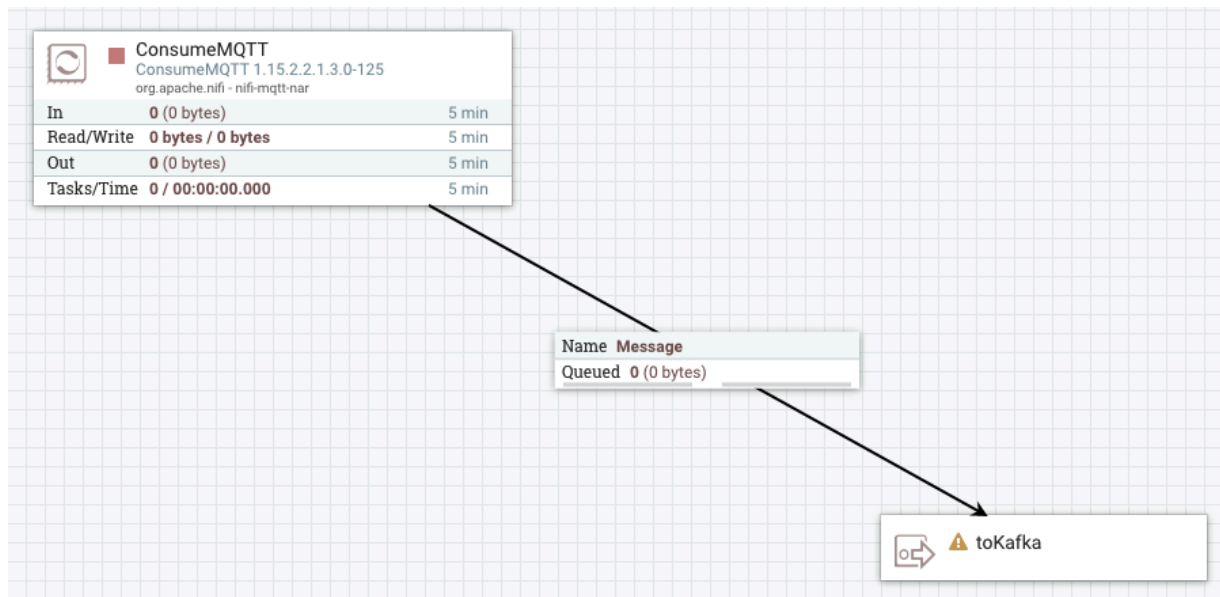 ConsumeMQTT
ConsumeMQTT 1.15.2.2.1.3.0-125
org.apache.nifi - nifi-mqtt-nar
In 0 (0 bytes) 5 min
Read/Write 0 bytes / 0 bytes 5 min
Out 0 (0 bytes) 5 min
Tasks/Time 0 / 00:00:00.000 5 min
Name Message
Queued 0 (0 bytes)
toKafka